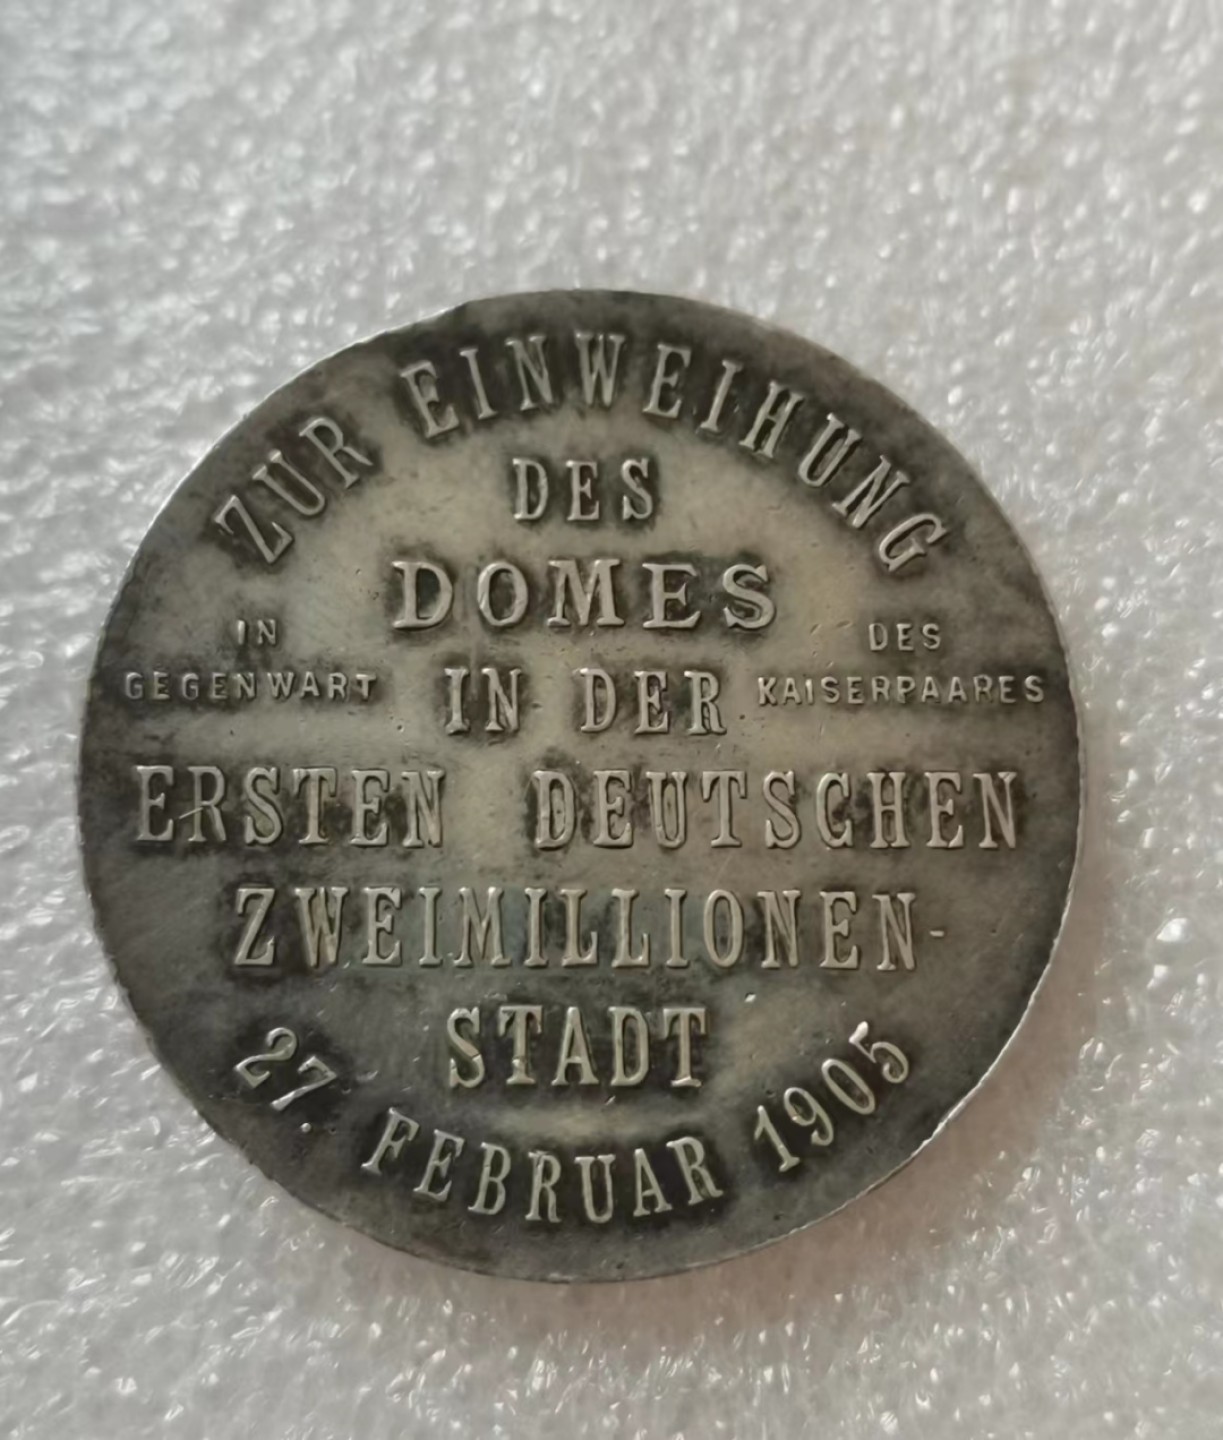 ZUR EINWEIHUNG
DES
DOMES
IN
GEGENWART
IN DER
DES
KAISERPAARES
ERSTEN DEUTSCHEN
ZWEIMILLIONEN-
STADT
27. FEBRUAR 1905